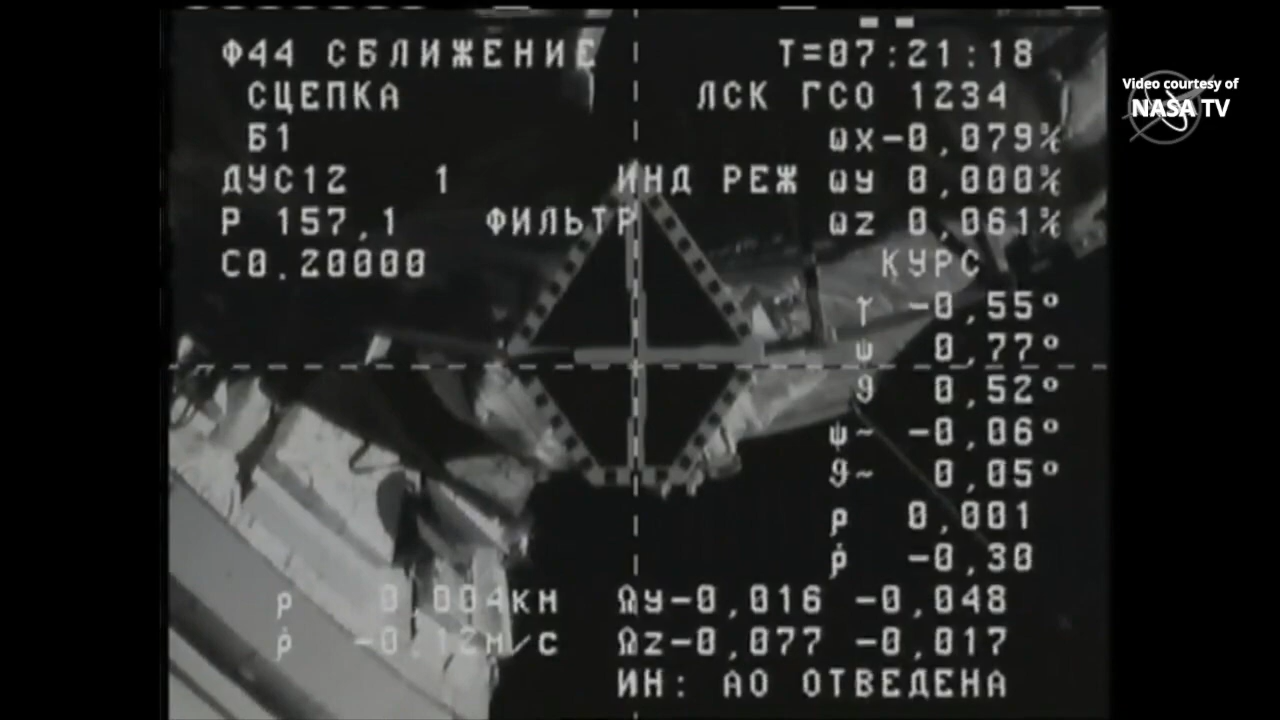 Ф44 СБЛИЖЕНИЕ T=07:21:18
СЦЕПКА ЛСК ГСО 1234
Б1 ωX-0,079%
ДУС12 1 ИНД РЕЖ ωУ 0,000%
Р 157,1 ФИЛЬТР ωZ 0,061%
С0.20000 КУРС
γ -0,55°
ψ 0,77°
ϑ 0,52°
ψ~ -0,06°
ϑ~ 0,05°
ρ 0,001
ρ̇ -0,30
ρ 0,004км ΩУ-0,016 -0,048
ρ̇ -0,12м/с ΩZ-0,077 -0,017
ИН: АО ОТВЕДЕНА
Video courtesy of
NASA TV